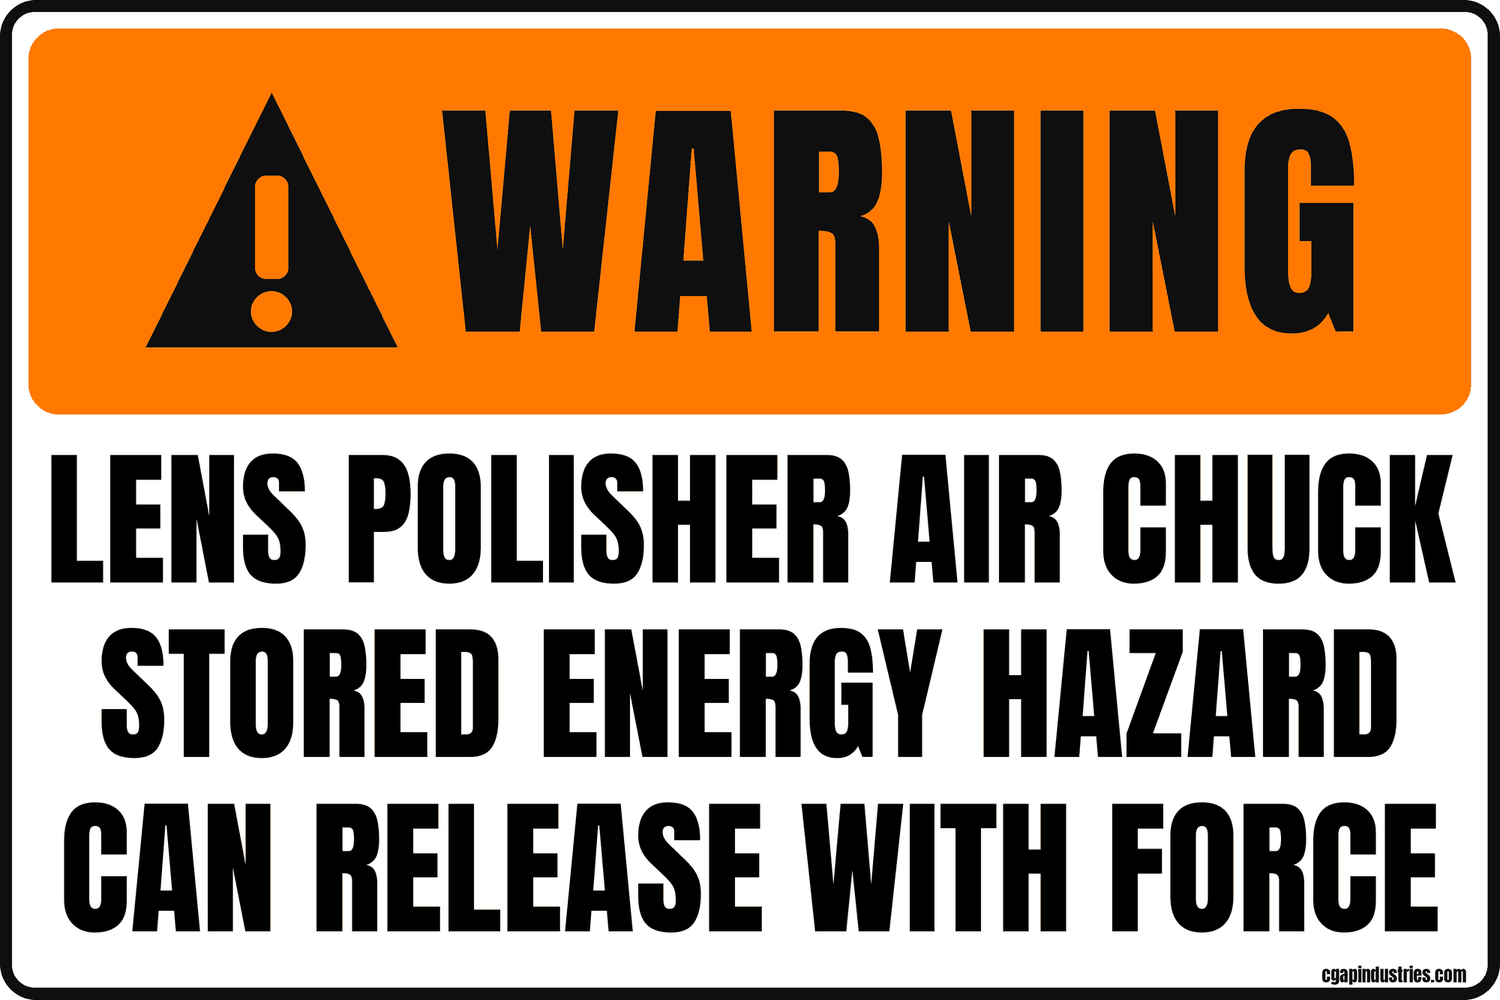 WARNING
LENS POLISHER AIR CHUCK
STORED ENERGY HAZARD
CAN RELEASE WITH FORCE
cgapindustries.com